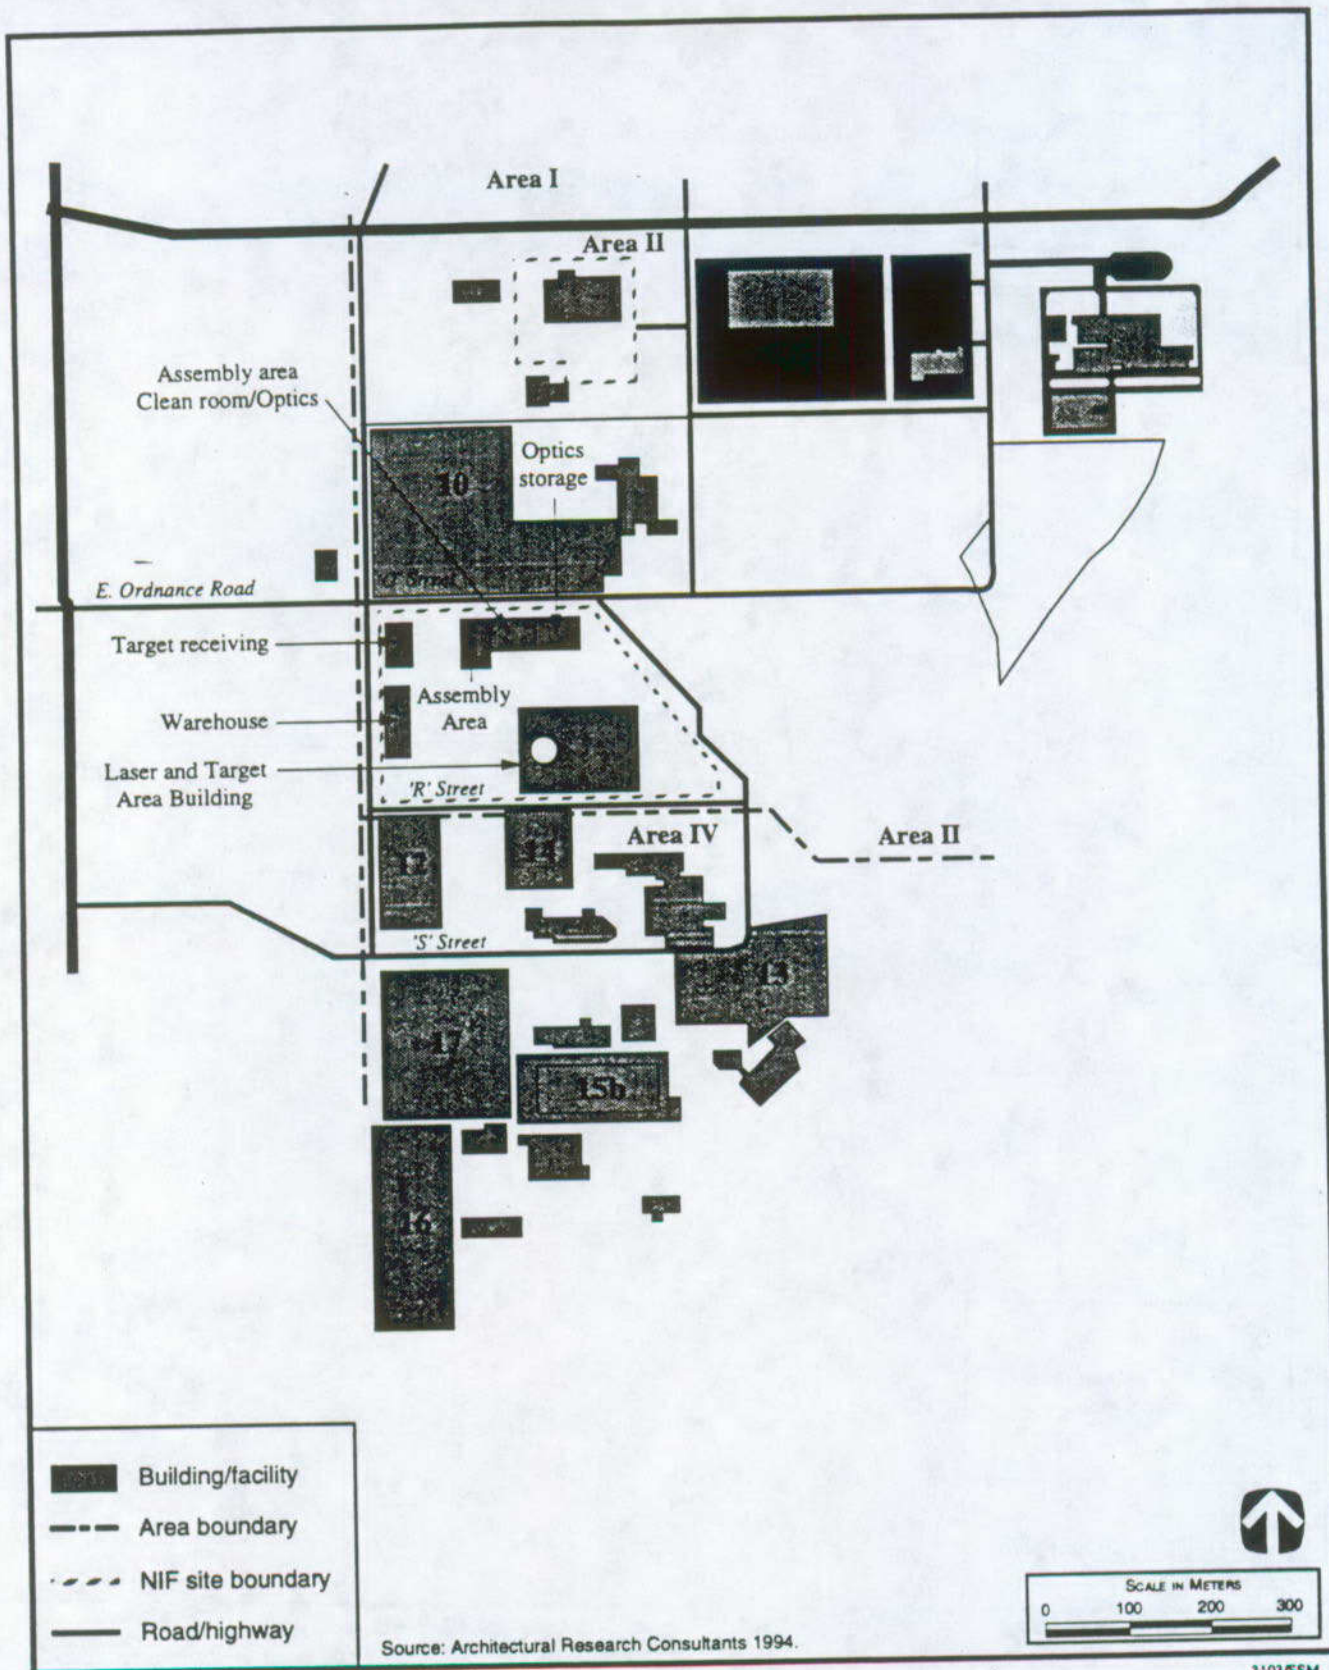 Area I
Area II
Assembly area
Clean room/Optics
10
Optics
storage
E. Ordnance Road
Street
Target receiving
Assembly
Area
Warehouse
Laser and Target
Area Building
'R' Street
Area IV
Area II
12
'S' Street
13
17
15b
16
Building/facility
Area boundary
NIF site boundary
Road/highway
Source: Architectural Research Consultants 1994.
SCALE IN METERS
0 100 200 300